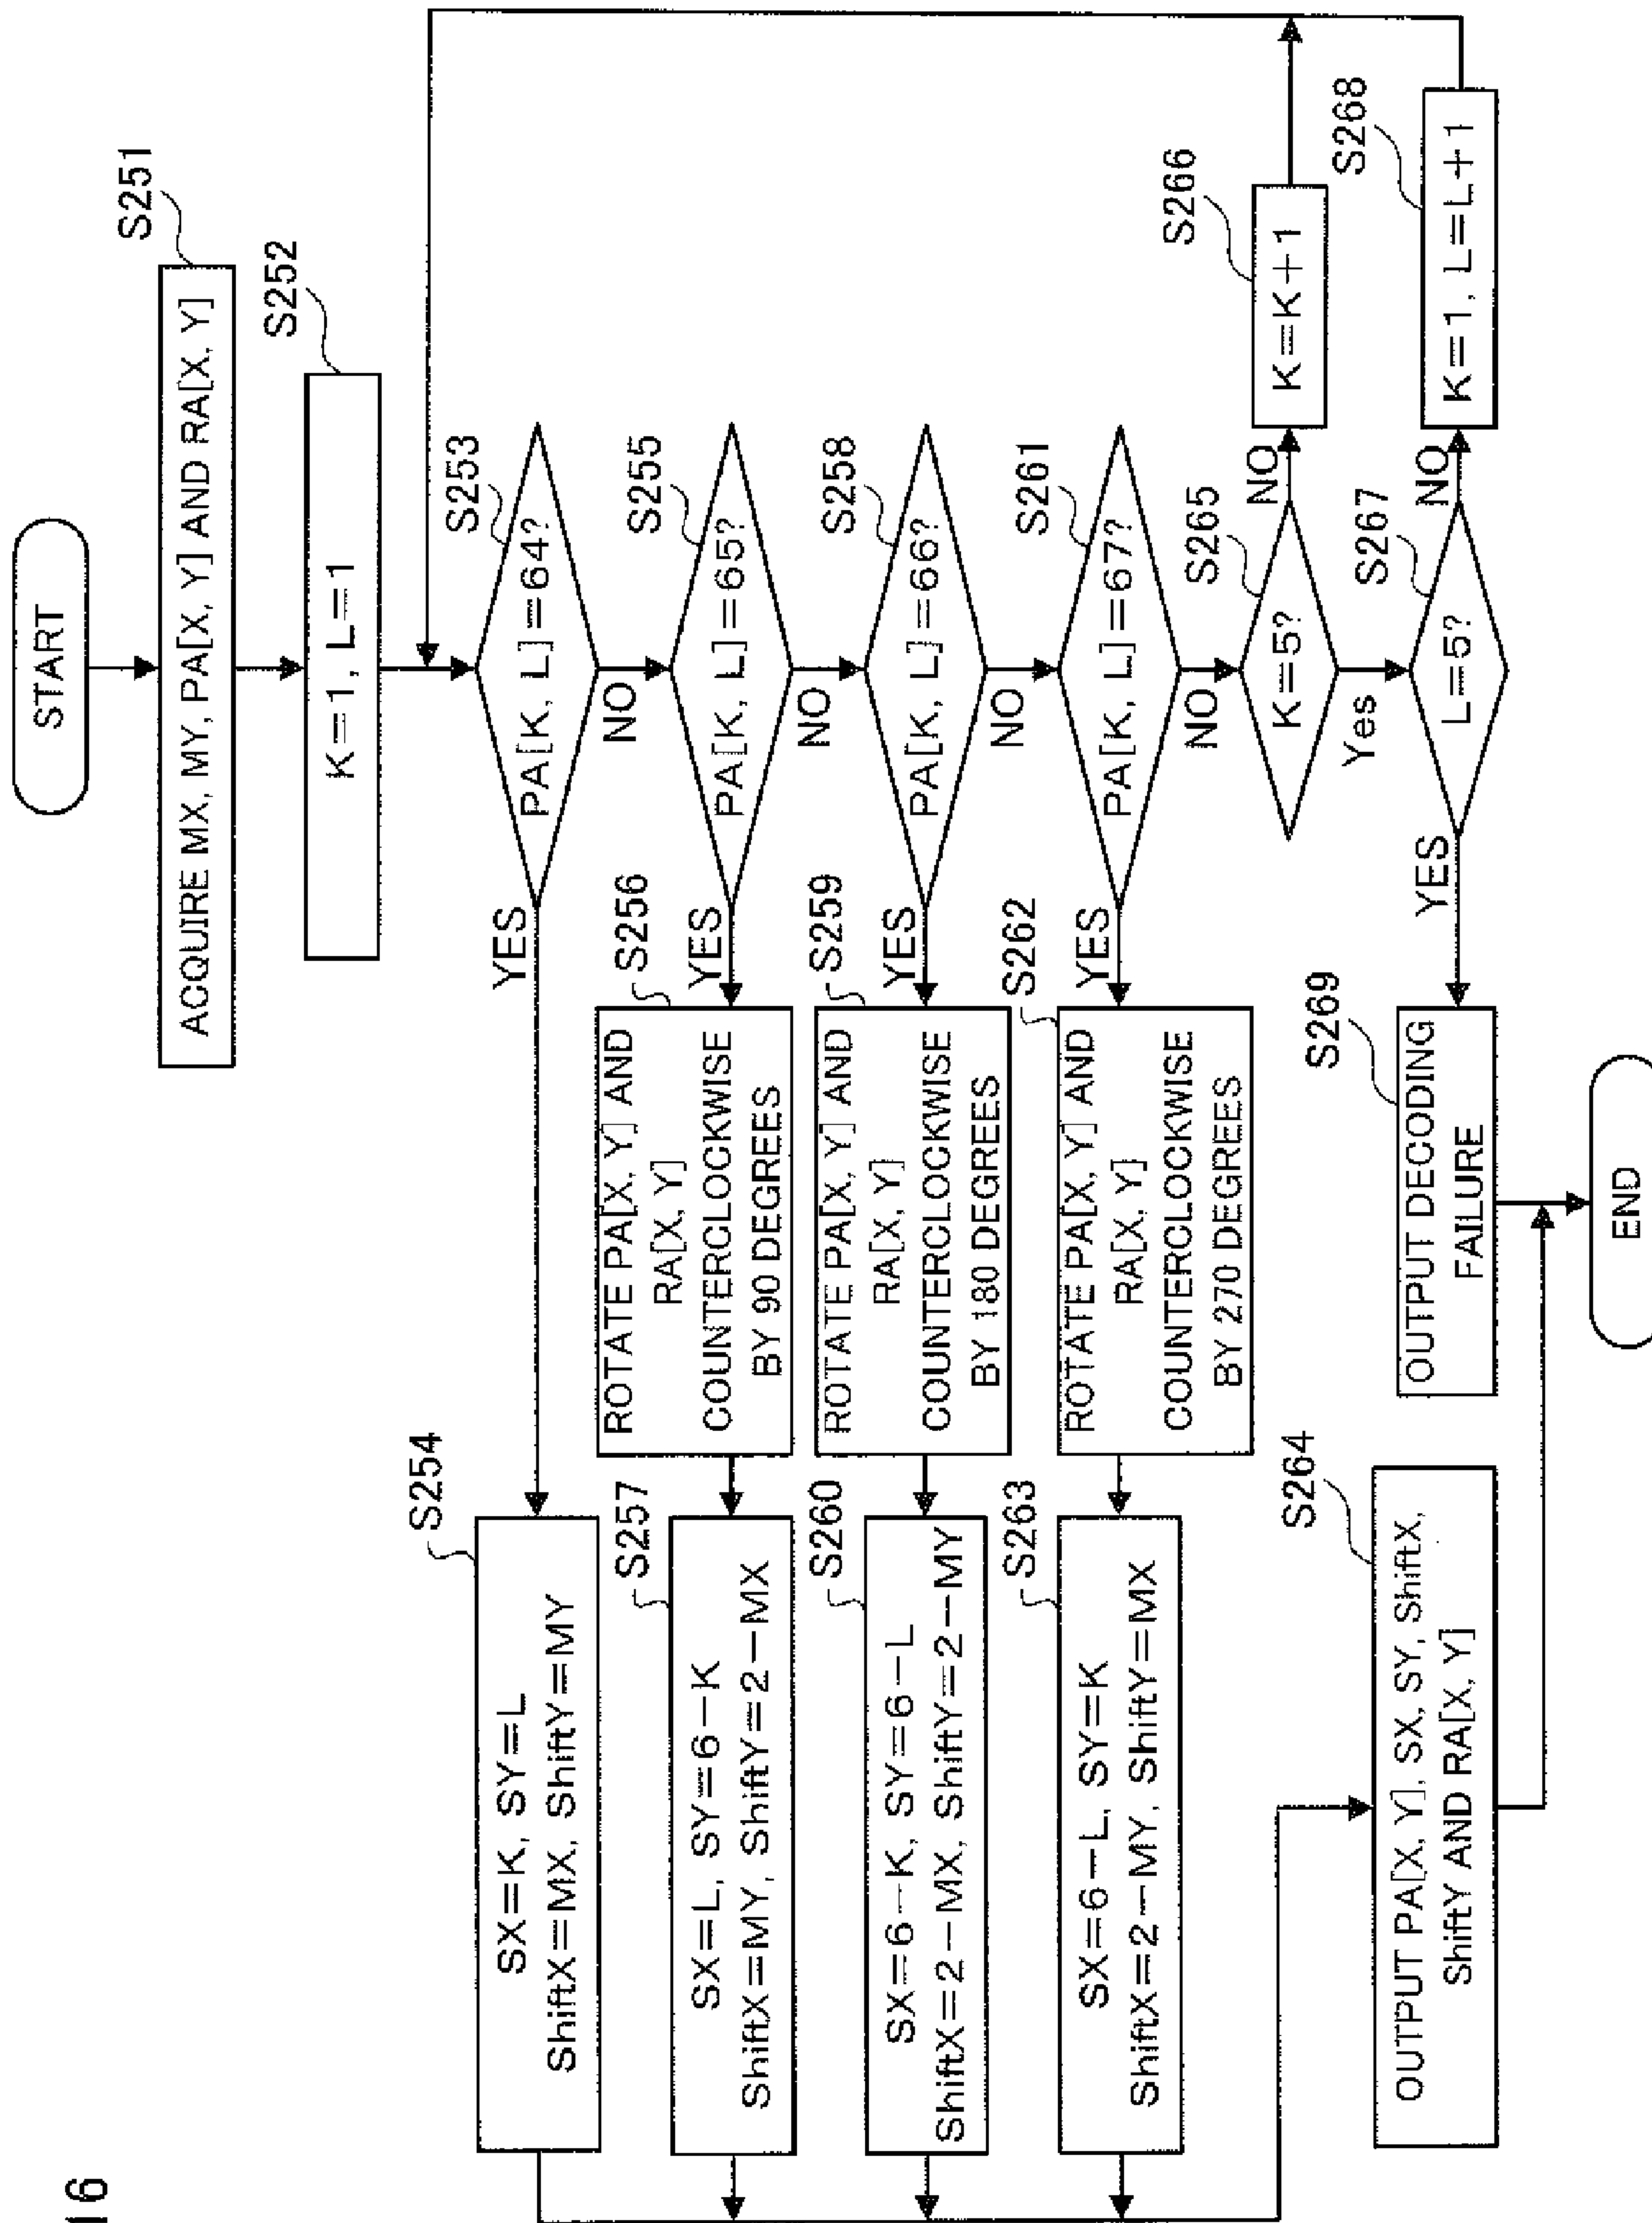 16
START
S251
ACQUIRE MX, MY, PA[X, Y] AND RA[X, Y]
S252
K=1, L=1
S253
PA[K, L]=64?
YES
NO
S254
SX=K, SY=L
ShiftX=MX, ShiftY=MY
S255
PA[K, L]=65?
YES
NO
S256
ROTATE PA[X, Y] AND
RA[X, Y]
COUNTERCLOCKWISE
BY 90 DEGREES
S257
SX=L, SY=6-K
ShiftX=MY, ShiftY=2-MX
S258
PA[K, L]=66?
YES
NO
S259
ROTATE PA[X, Y] AND
RA[X, Y]
COUNTERCLOCKWISE
BY 180 DEGREES
S260
SX=6-K, SY=6-L
ShiftX=2-MX, ShiftY=2-MY
S261
PA[K, L]=67?
YES
NO
S262
ROTATE PA[X, Y] AND
RA[X, Y]
COUNTERCLOCKWISE
BY 270 DEGREES
S263
SX=6-L, SY=K
ShiftX=2-MY, ShiftY=MX
S265
K=5?
NO
Yes
S266
K=K+1
S267
L=5?
NO
YES
S268
K=1, L=L+1
S269
OUTPUT DECODING
FAILURE
S264
OUTPUT PA[X, Y], SX, SY, ShiftX,
ShiftY AND RA[X, Y]
END